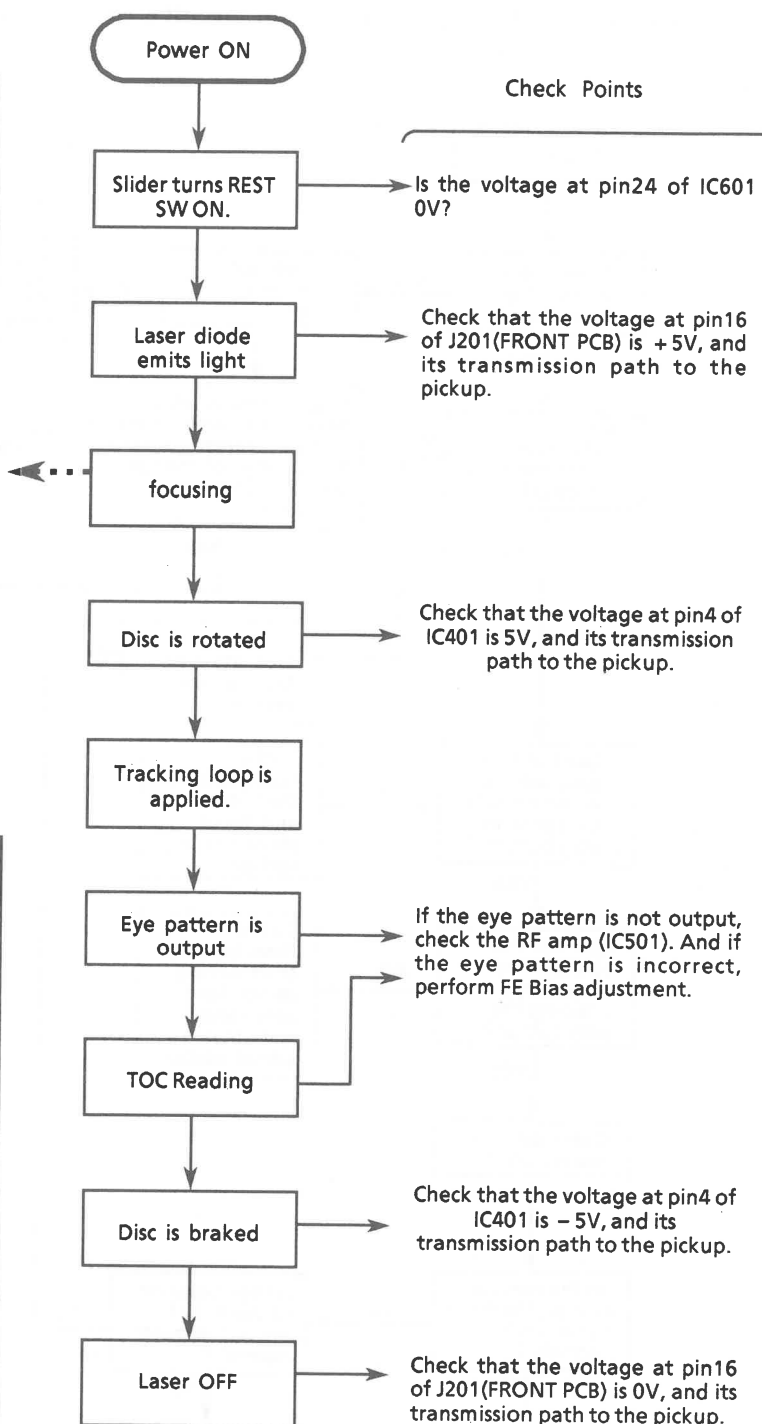 Power ON
Check Points
Slider turns REST
SW ON.
Is the voltage at pin24 of IC601
0V?
Laser diode
emits light
Check that the voltage at pin16
of J201(FRONT PCB) is +5V, and
its transmission path to the
pickup.
focusing
Disc is rotated
Check that the voltage at pin4 of
IC401 is 5V, and its transmission
path to the pickup.
Tracking loop is
applied.
Eye pattern is
output
If the eye pattern is not output,
check the RF amp (IC501). And if
the eye pattern is incorrect,
perform FE Bias adjustment.
TOC Reading
Disc is braked
Check that the voltage at pin4 of
IC401 is – 5V, and its
transmission path to the pickup.
Laser OFF
Check that the voltage at pin16
of J201(FRONT PCB) is 0V, and its
transmission path to the pickup.